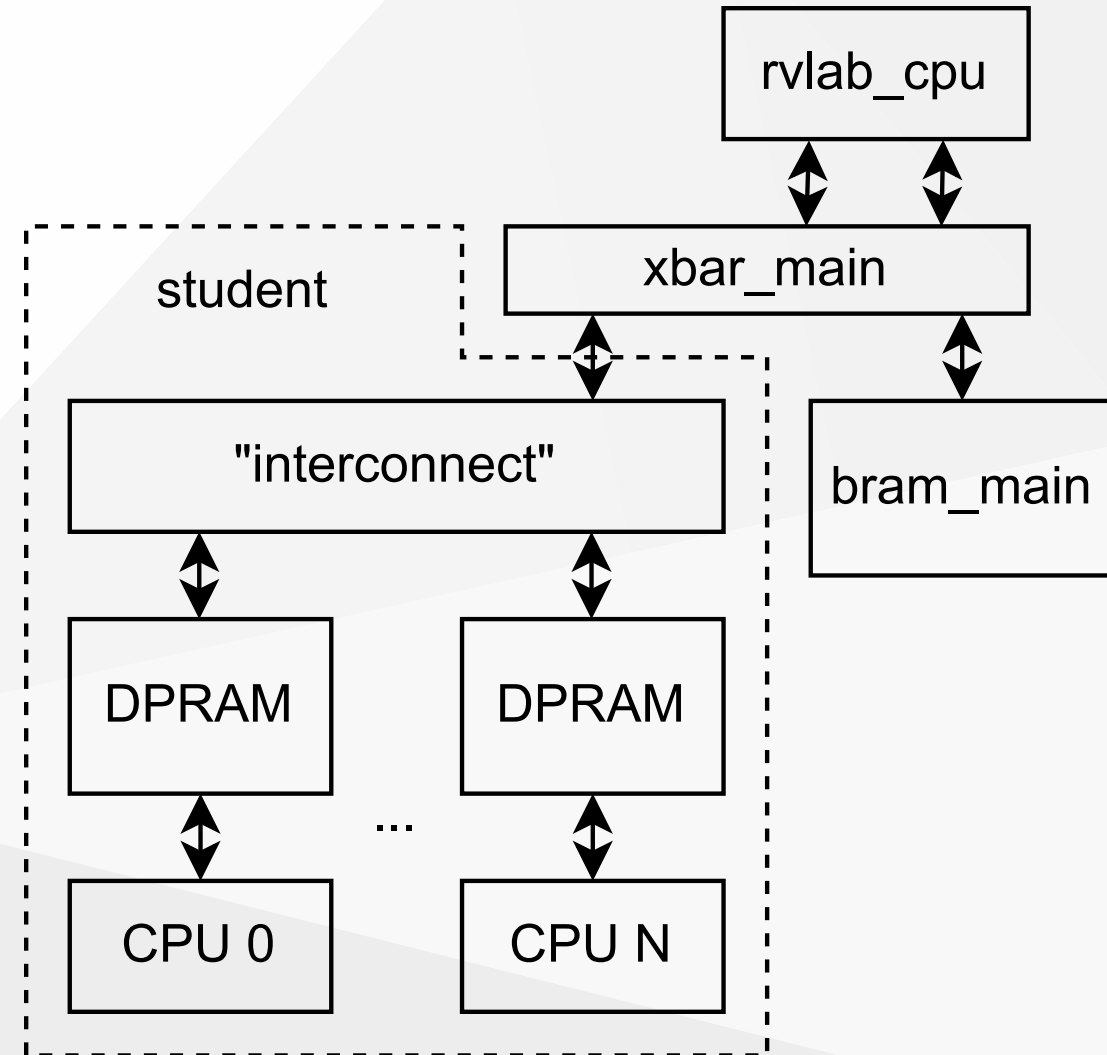 rvlab_cpu
xbar_main
student
"interconnect"
bram_main
DPRAM
DPRAM
...
CPU 0
CPU N